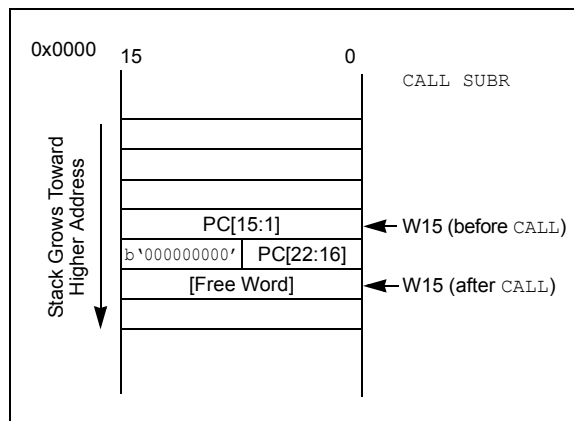 0x0000
15 0
CALL SUBR
Stack Grows Toward
Higher Address
PC[15:1]
W15 (before CALL)
b‘000000000’ PC[22:16]
[Free Word]
W15 (after CALL)